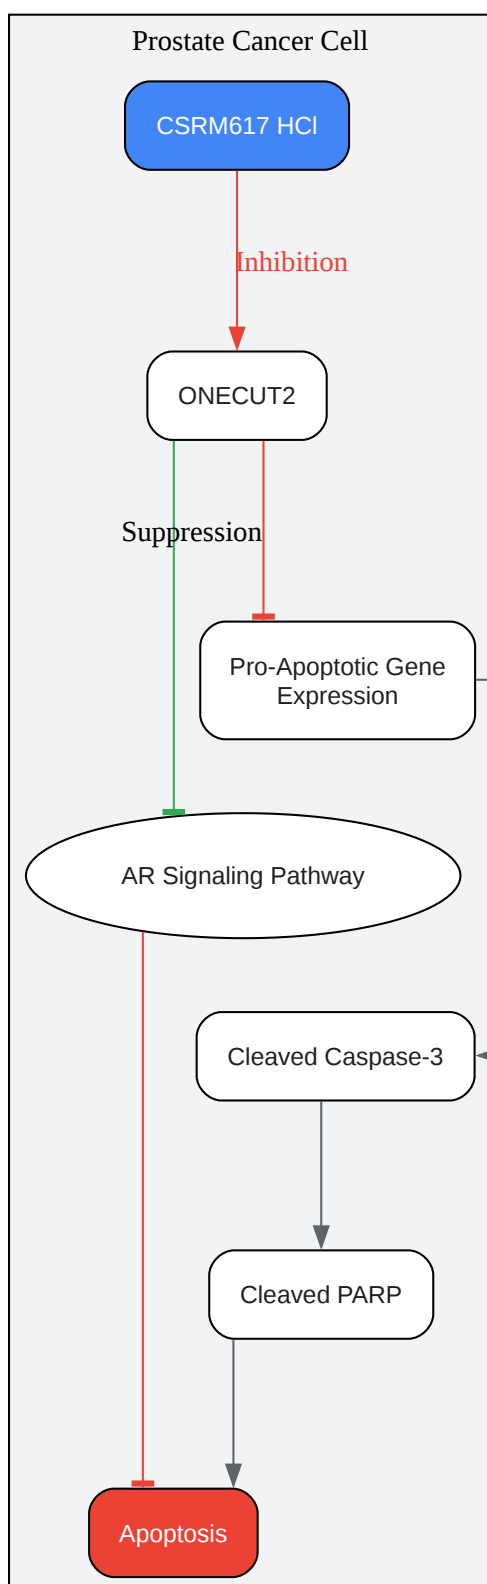 Prostate Cancer Cell
CSRM617 HCl
Inhibition
ONECUT2
Suppression
Pro-Apoptotic Gene
Expression
AR Signaling Pathway
Cleaved Caspase-3
Cleaved PARP
Apoptosis